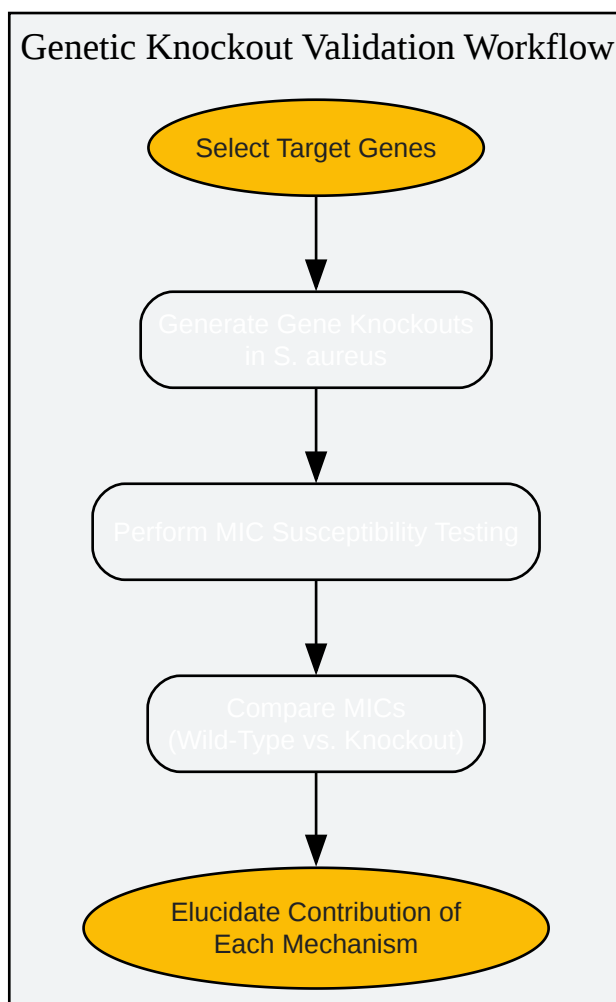 Genetic Knockout Validation Workflow
Select Target Genes
Generate Gene Knockouts
in S. aureus
Perform MIC Susceptibility Testing
Compare MICs
(Wild-Type vs. Knockout)
Elucidate Contribution of
Each Mechanism